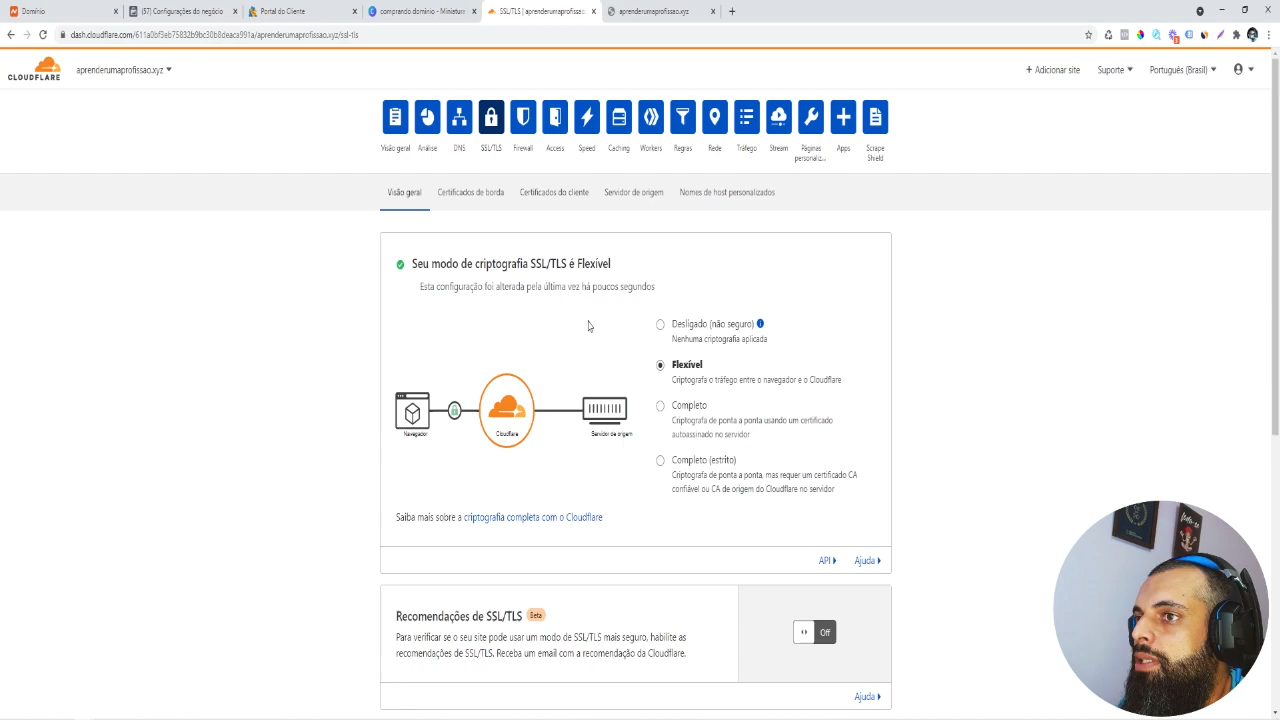 Domínio
(57) Configurações do negócio
Portal do Cliente
comprando domínio - Miniatur
SSL/TLS | aprenderumaprofissao.
aprenderumaprofissao.xyz
dash.cloudflare.com/611a0bf3eb75832b9bc30b8deaca991a/aprenderumaprofissao.xyz/ssl-tls
CLOUDFLARE
aprenderumaprofissao.xyz
+ Adicionar site
Suporte
Português (Brasil)
Visão geral
Análise
DNS
SSL/TLS
Firewall
Access
Speed
Caching
Workers
Regras
Rede
Tráfego
Stream
Páginas
personaliz...
Apps
Scrape
Shield
Visão geral
Certificados de borda
Certificados do cliente
Servidor de origem
Nomes de host personalizados
Seu modo de criptografia SSL/TLS é Flexível
Esta configuração foi alterada pela última vez há poucos segundos
Navegador
Cloudflare
Servidor de origem
Desligado (não seguro)
Nenhuma criptografia aplicada
Flexível
Criptografa o tráfego entre o navegador e o Cloudflare
Completo
Criptografa de ponta a ponta usando um certificado
autoassinado no servidor
Completo (estrito)
Criptografa de ponta a ponta, mas requer um certificado CA
confiável ou CA de origem do Cloudflare no servidor
Saiba mais sobre a criptografia completa com o Cloudflare
API
Ajuda
Recomendações de SSL/TLS
Beta
Para verificar se o seu site pode usar um modo de SSL/TLS mais seguro, habilite as
recomendações de SSL/TLS. Receba um email com a recomendação da Cloudflare.
Off
Ajuda